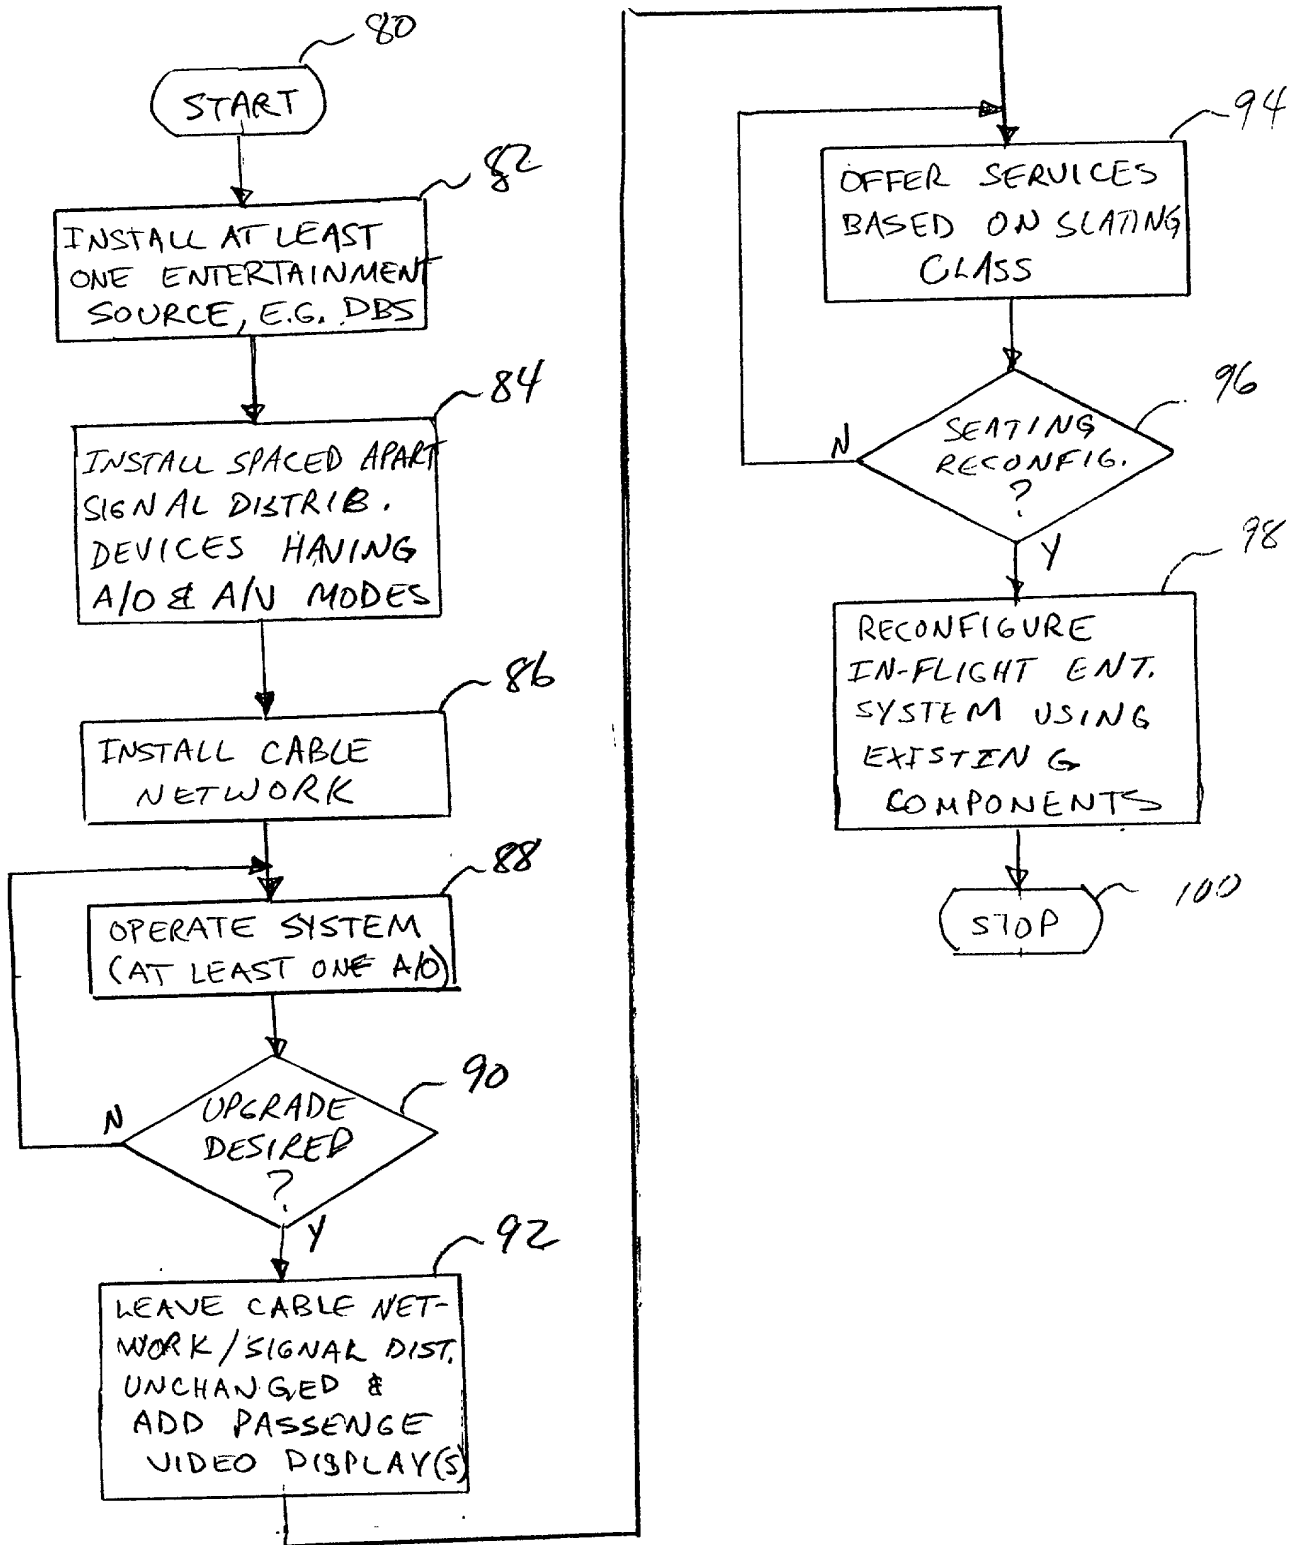 80
START
82
INSTALL AT LEAST
ONE ENTERTAINMENT
SOURCE, E.G. DBS
84
INSTALL SPACED APART
SIGNAL DISTRIB.
DEVICES HAVING
A/O & A/V MODES
86
INSTALL CABLE
NETWORK
88
OPERATE SYSTEM
(AT LEAST ONE A/O)
90
UPGRADE
DESIRED
?
N
Y
92
LEAVE CABLE NET-
WORK/SIGNAL DIST.
UNCHANGED &
ADD PASSENGE
VIDEO DISPLAY(S)
94
OFFER SERVICES
BASED ON SEATING
CLASS
96
SEATING
RECONFIG.
?
N
Y
98
RECONFIGURE
IN-FLIGHT ENT.
SYSTEM USING
EXISTING
COMPONENTS
100
STOP